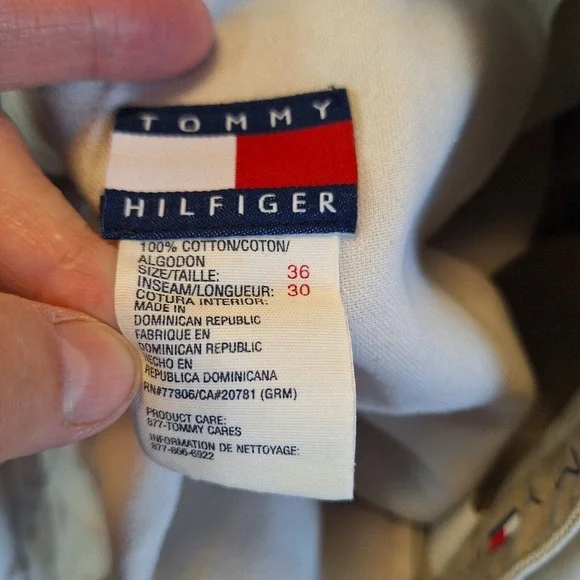 TOMMY
HILFIGER
100% COTTON/COTON/
ALGODON
SIZE/TAILLE: 36
INSEAM/LONGUEUR: 30
COTURA INTERIOR:
MADE IN
DOMINICAN REPUBLIC
FABRIQUE EN
DOMINICAN REPUBLIC
HECHO EN
REPUBLICA DOMINICANA
RN#77806/CA#20781 (GRM)
PRODUCT CARE:
877-TOMMY CARES
INFORMATION DE NETTOYAGE:
877-866-6922